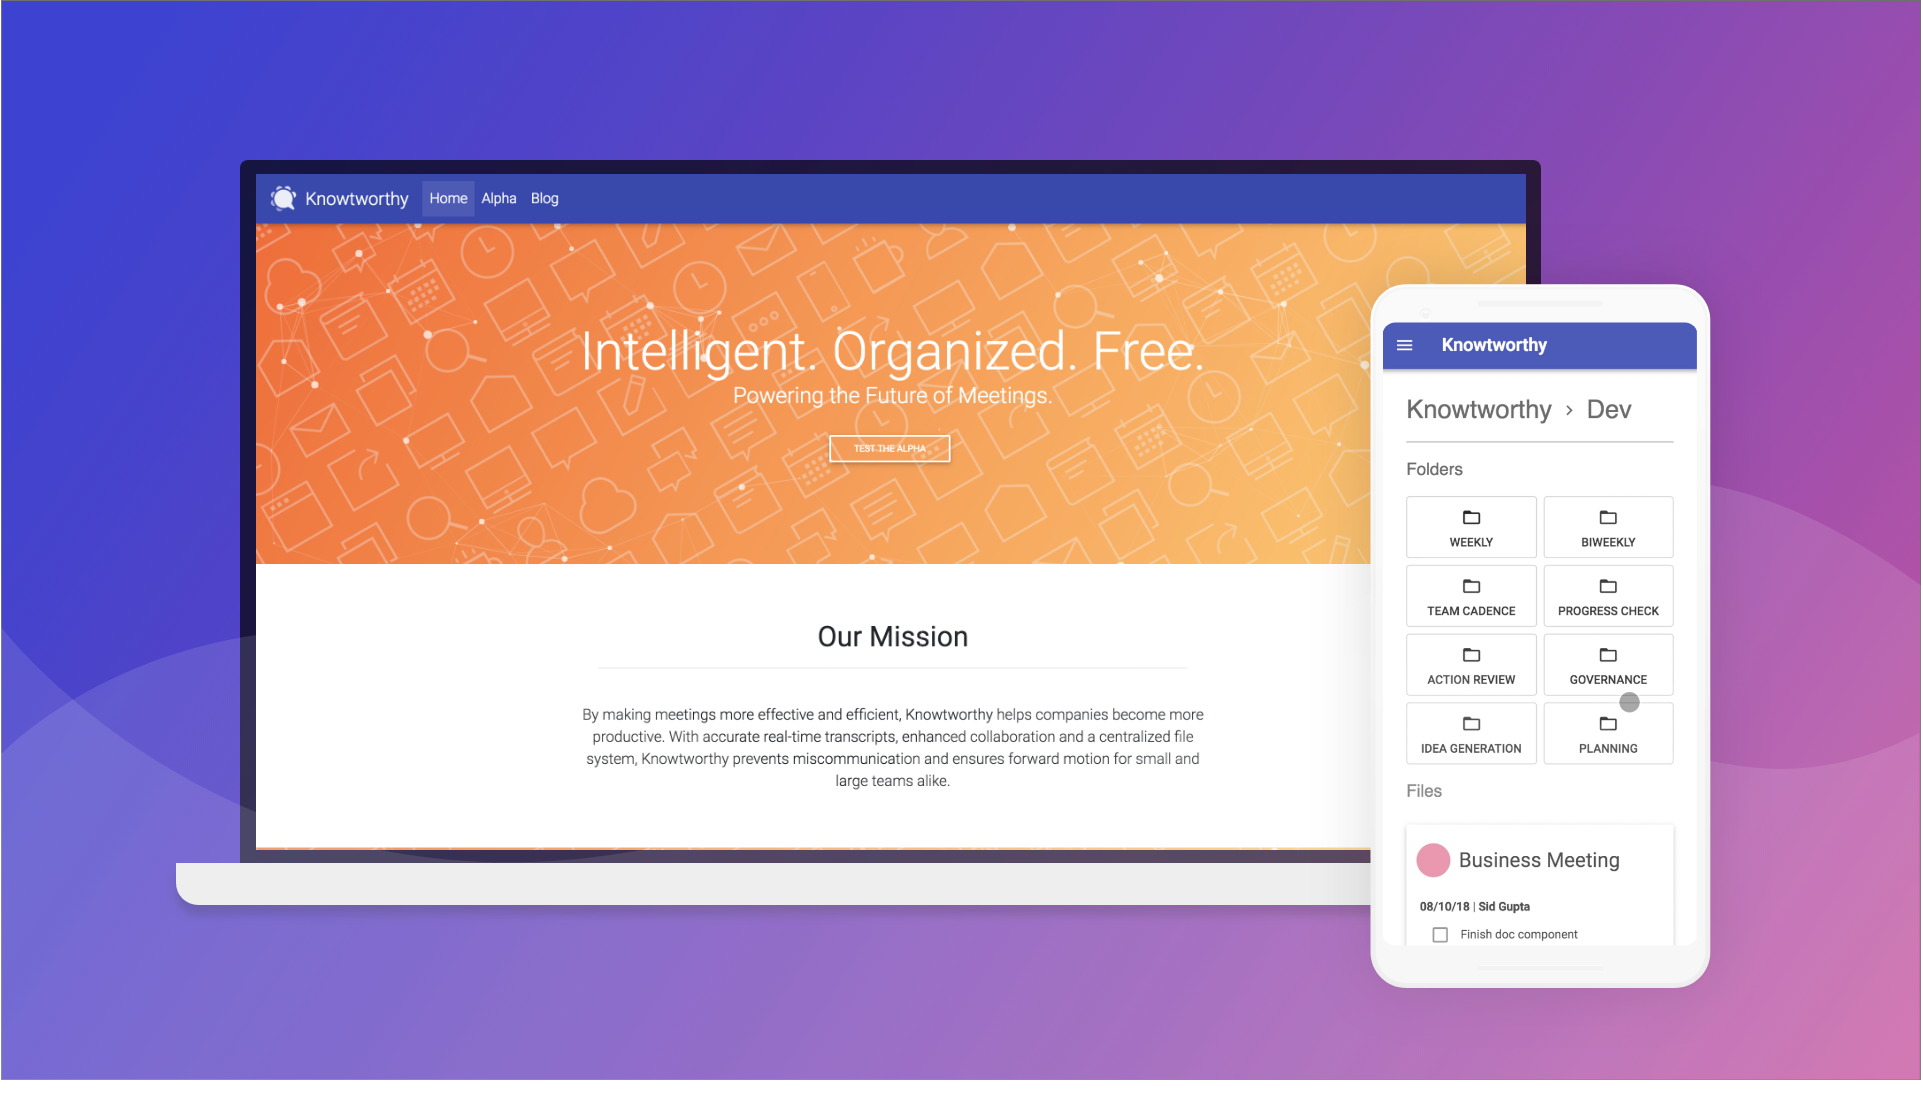 Knowtworthy Home Alpha Blog
Intelligent. Organized. Free.
Powering the Future of Meetings.
TEST THE ALPHA
Our Mission
By making meetings more effective and efficient, Knowtworthy helps companies become more
productive. With accurate real-time transcripts, enhanced collaboration and a centralized file
system, Knowtworthy prevents miscommunication and ensures forward motion for small and
large teams alike.
Knowtworthy
Knowtworthy › Dev
Folders
WEEKLY BIWEEKLY
TEAM CADENCE PROGRESS CHECK
ACTION REVIEW GOVERNANCE
IDEA GENERATION PLANNING
Files
Business Meeting
08/10/18 | Sid Gupta
Finish doc component